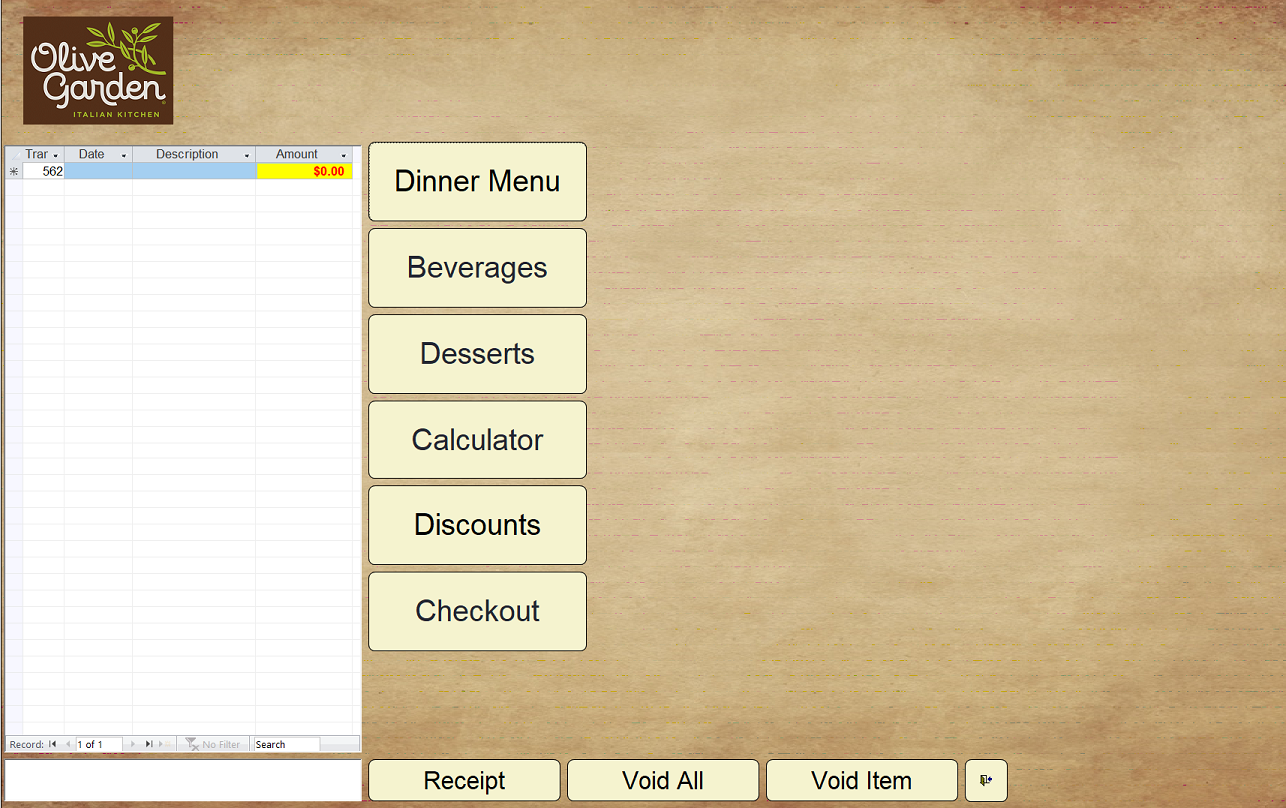 Olive
Garden
ITALIAN KITCHEN
Trar Date Description Amount
562 $0.00
Dinner Menu
Beverages
Desserts
Calculator
Discounts
Checkout
Record: 1 of 1 No Filter Search
Receipt Void All Void Item